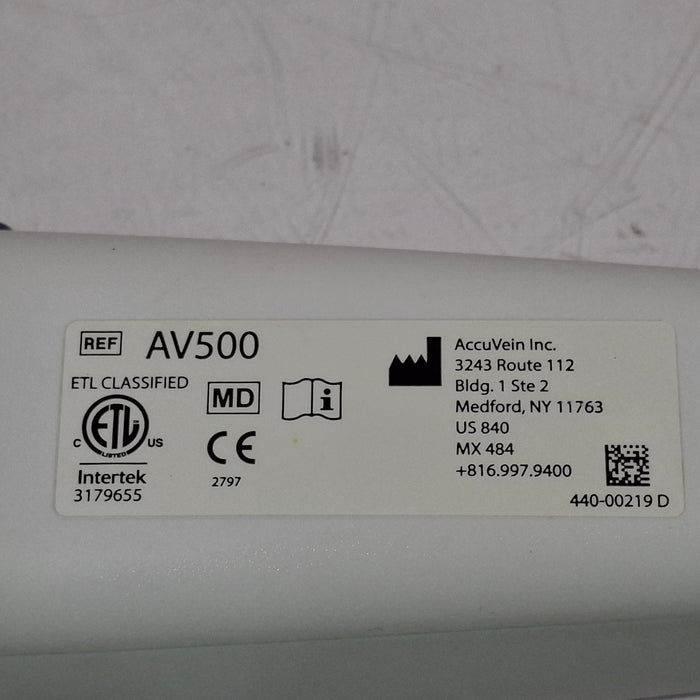 REF AV500
ETL CLASSIFIED
C ETL US
LISTED
Intertek
3179655
MD
i
CE
2797
AccuVein Inc.
3243 Route 112
Bldg. 1 Ste 2
Medford, NY 11763
US 840
MX 484
+816.997.9400
440-00219 D